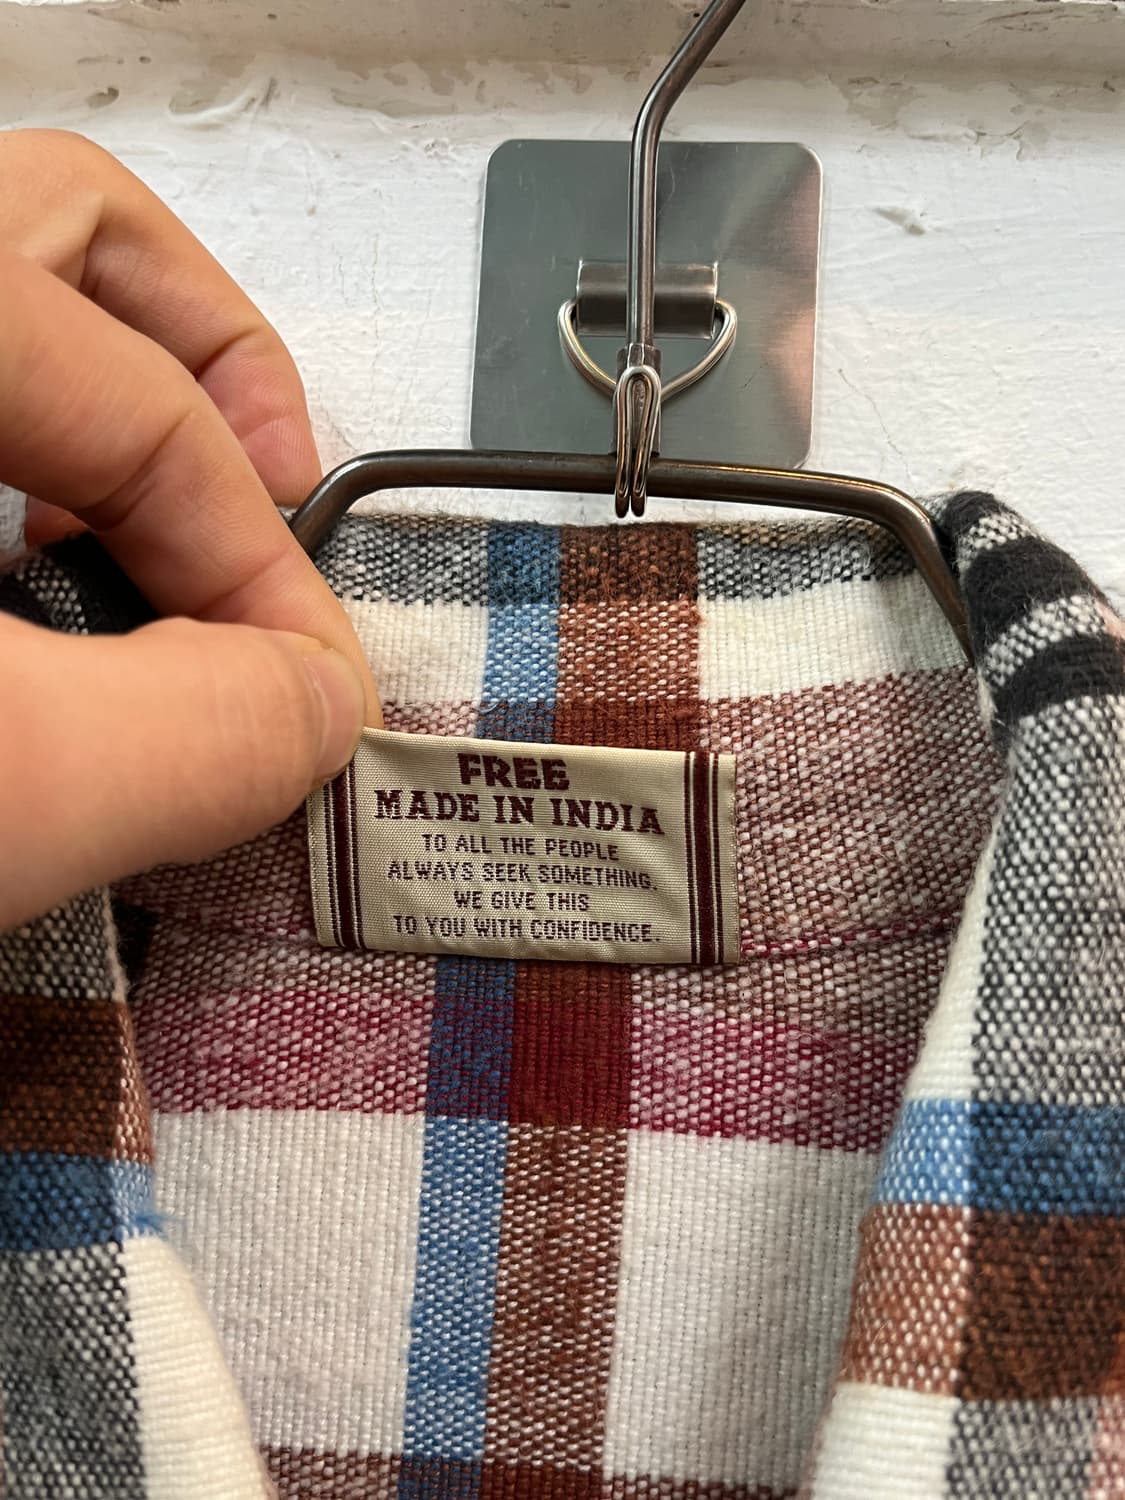 FREE
MADE IN INDIA
TO ALL THE PEOPLE
ALWAYS SEEK SOMETHING.
WE GIVE THIS
TO YOU WITH CONFIDENCE.